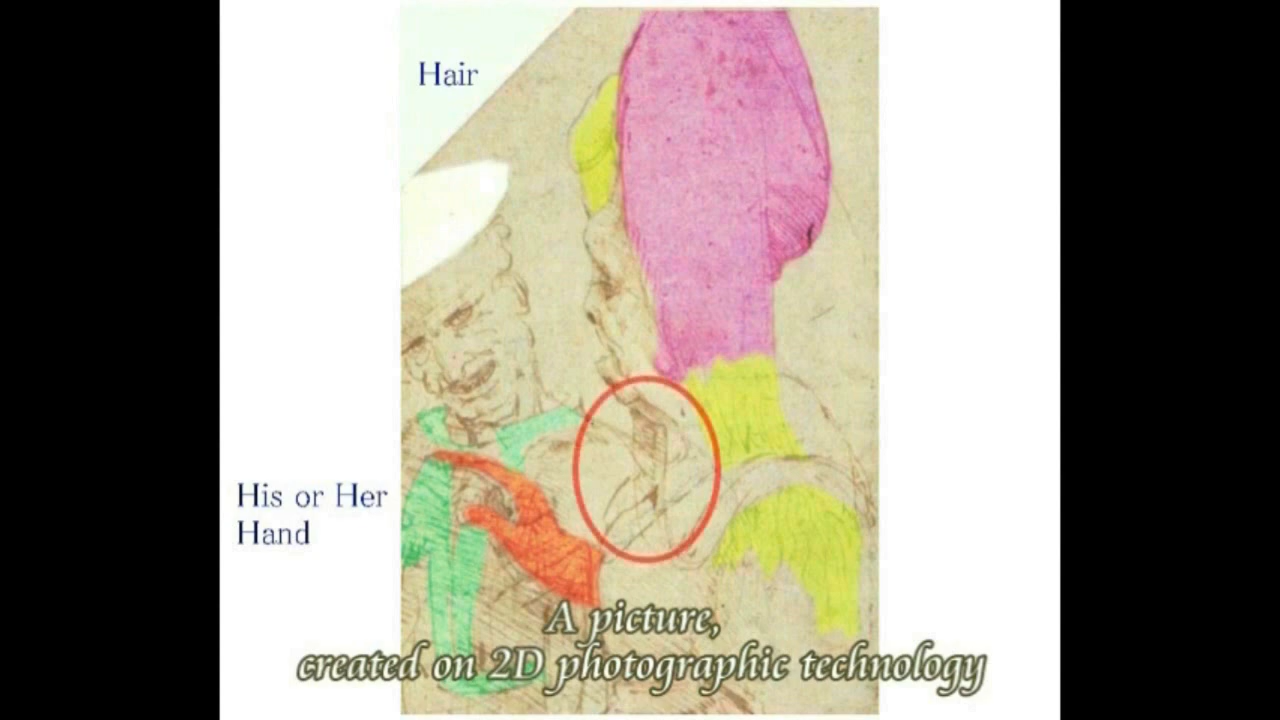 Hair
His or Her
Hand
A picture,
created on 2D photographic technology